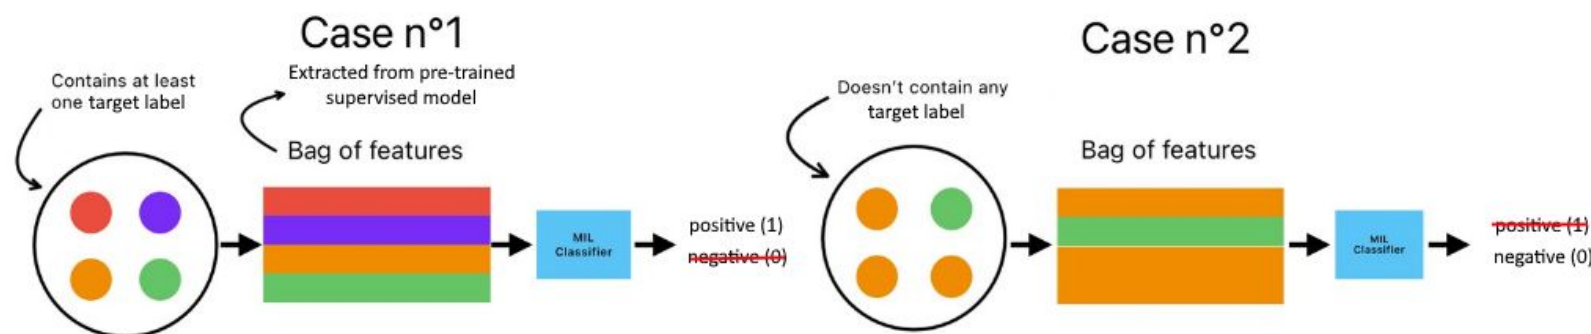 Case n°1
Contains at least
one target label
Extracted from pre-trained
supervised model
Bag of features
MIL
Classifier
positive (1)
negative (0)
Case n°2
Doesn't contain any
target label
Bag of features
MIL
Classifier
positive (1)
negative (0)